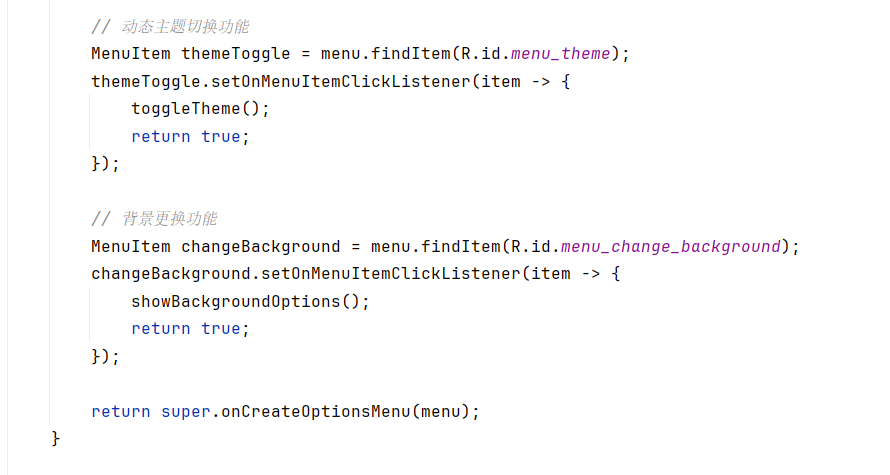 // 动态主题切换功能
MenuItem themeToggle = menu.findItem(R.id.menu_theme);
themeToggle.setOnMenuItemClickListener(item -> {
    toggleTheme();
    return true;
});
// 背景更换功能
MenuItem changeBackground = menu.findItem(R.id.menu_change_background);
changeBackground.setOnMenuItemClickListener(item -> {
    showBackgroundOptions();
    return true;
});
return super.onCreateOptionsMenu(menu);
}